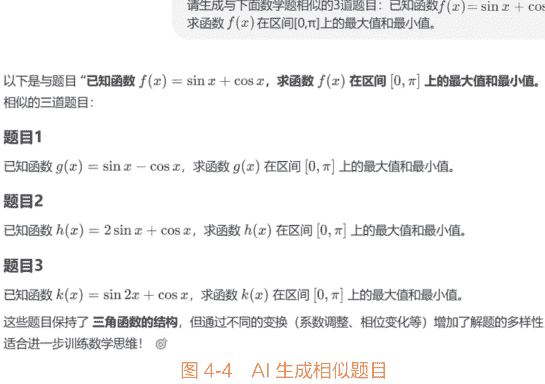 请生成与下面数学题相似的3道题目：已知函数f(x) = sin x + cos
求函数 f(x) 在区间[0,π]上的最大值和最小值。
以下是与题目 "已知函数 f(x) = sin x + cos x，求函数 f(x) 在区间 [0, π] 上的最大值和最小值。
相似的三道题目：
题目1
已知函数 g(x) = sin x − cos x，求函数 g(x) 在区间 [0, π] 上的最大值和最小值。
题目2
已知函数 h(x) = 2 sin x + cos x，求函数 h(x) 在区间 [0, π] 上的最大值和最小值。
题目3
已知函数 k(x) = sin 2x + cos x，求函数 k(x) 在区间 [0, π] 上的最大值和最小值。
这些题目保持了 三角函数的结构，但通过不同的变换（系数调整、相位变化等）增加了解题的多样性
适合进一步训练数学思维！
图 4-4 AI 生成相似题目